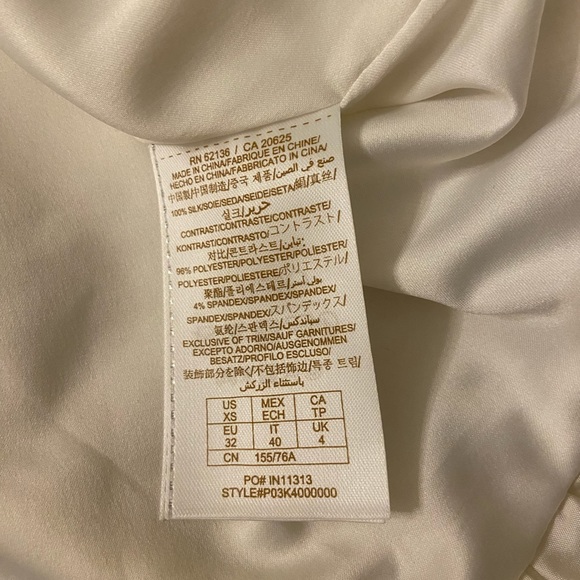 RN 62136 / CA 20625
MADE IN CHINA/FABRIQUE EN CHINE/
HECHO EN CHINA/FABBRICATO IN CINA/
中国製/中国制造/중국 제품/صنع في الصين
100% SILK/SOIE/SEDA/SEIDE/SETA/絹/真丝/
실크/حرير
CONTRAST/CONTRASTE/CONTRASTE/
KONTRAST/CONTRASTO/コントラスト/
对比/콘트라스트/تباين
96% POLYESTER/POLYESTER/POLIÉSTER/
POLYESTER/POLIESTERE/ポリエステル/
聚酯/폴리에스테르/بولي أستر
4% SPANDEX/SPANDEX/SPANDEX/
SPANDEX/SPANDEX/スパンデックス/
氨纶/스판덱스/سباندكس
EXCLUSIVE OF TRIM/SAUF GARNITURES/
EXCEPTO ADORNO/AUSGENOMMEN
BESATZ/PROFILO ESCLUSO/
装飾部分を除く/不包括饰边/특종 트림/
باستثناء الزركش
US XS MEX ECH CA TP
EU 32 IT 40 UK 4
CN 155/76A
PO# IN11313
STYLE#P03K4000000